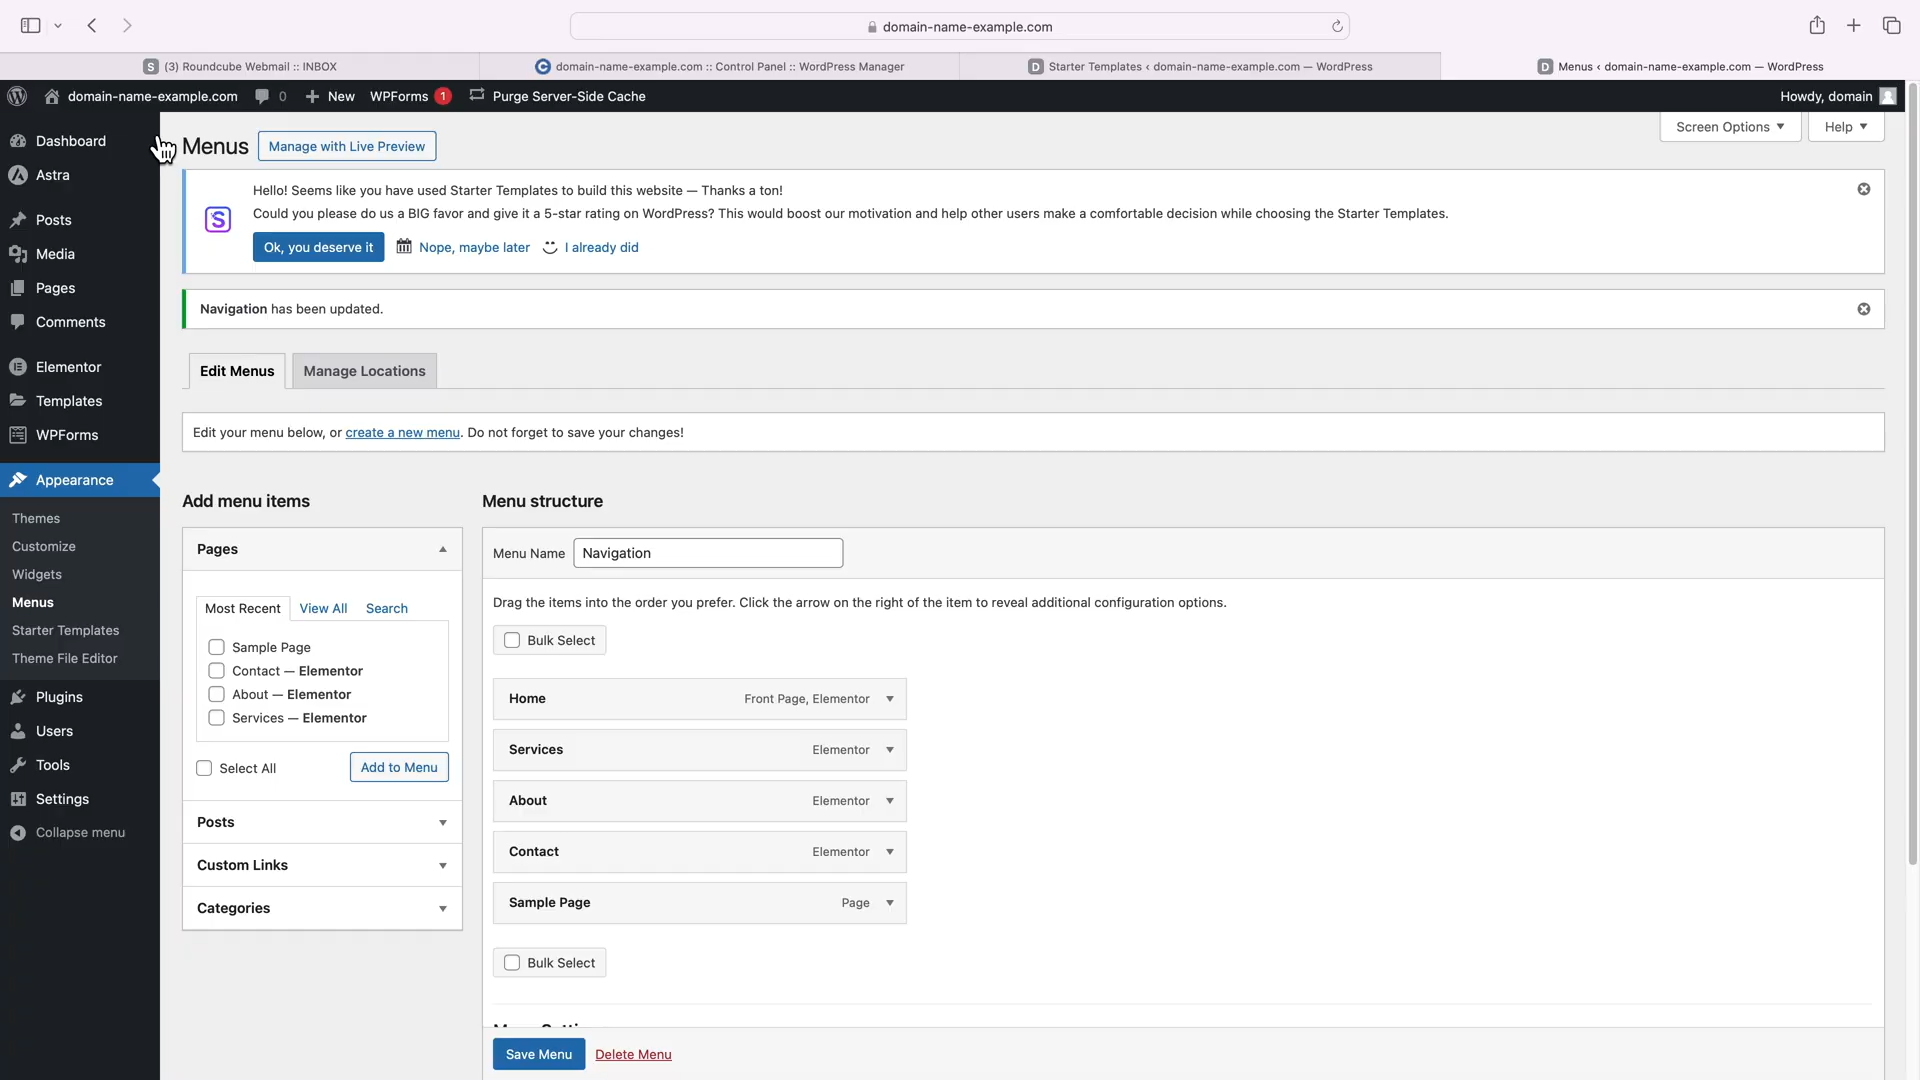 domain-name-example.com
S (3) Roundcube Webmail :: INBOX
domain-name-example.com :: Control Panel :: WordPress Manager
D Starter Templates ‹ domain-name-example.com — WordPress
D Menus ‹ domain-name-example.com — WordPress
domain-name-example.com 0 New WPForms 1 Purge Server-Side Cache Howdy, domain
Dashboard
Astra
Posts
Media
Pages
Comments
Elementor
Templates
WPForms
Appearance
Themes
Customize
Widgets
Menus
Starter Templates
Theme File Editor
Plugins
Users
Tools
Settings
Collapse menu
Menus Manage with Live Preview
Screen Options Help
Hello! Seems like you have used Starter Templates to build this website — Thanks a ton!
Could you please do us a BIG favor and give it a 5-star rating on WordPress? This would boost our motivation and help other users make a comfortable decision while choosing the Starter Templates.
Ok, you deserve it Nope, maybe later I already did
Navigation has been updated.
Edit Menus Manage Locations
Edit your menu below, or create a new menu. Do not forget to save your changes!
Add menu items
Pages
Most Recent View All Search
Sample Page
Contact — Elementor
About — Elementor
Services — Elementor
Select All Add to Menu
Posts
Custom Links
Categories
Menu structure
Menu Name Navigation
Drag the items into the order you prefer. Click the arrow on the right of the item to reveal additional configuration options.
Bulk Select
Home Front Page, Elementor
Services Elementor
About Elementor
Contact Elementor
Sample Page Page
Bulk Select
Save Menu Delete Menu